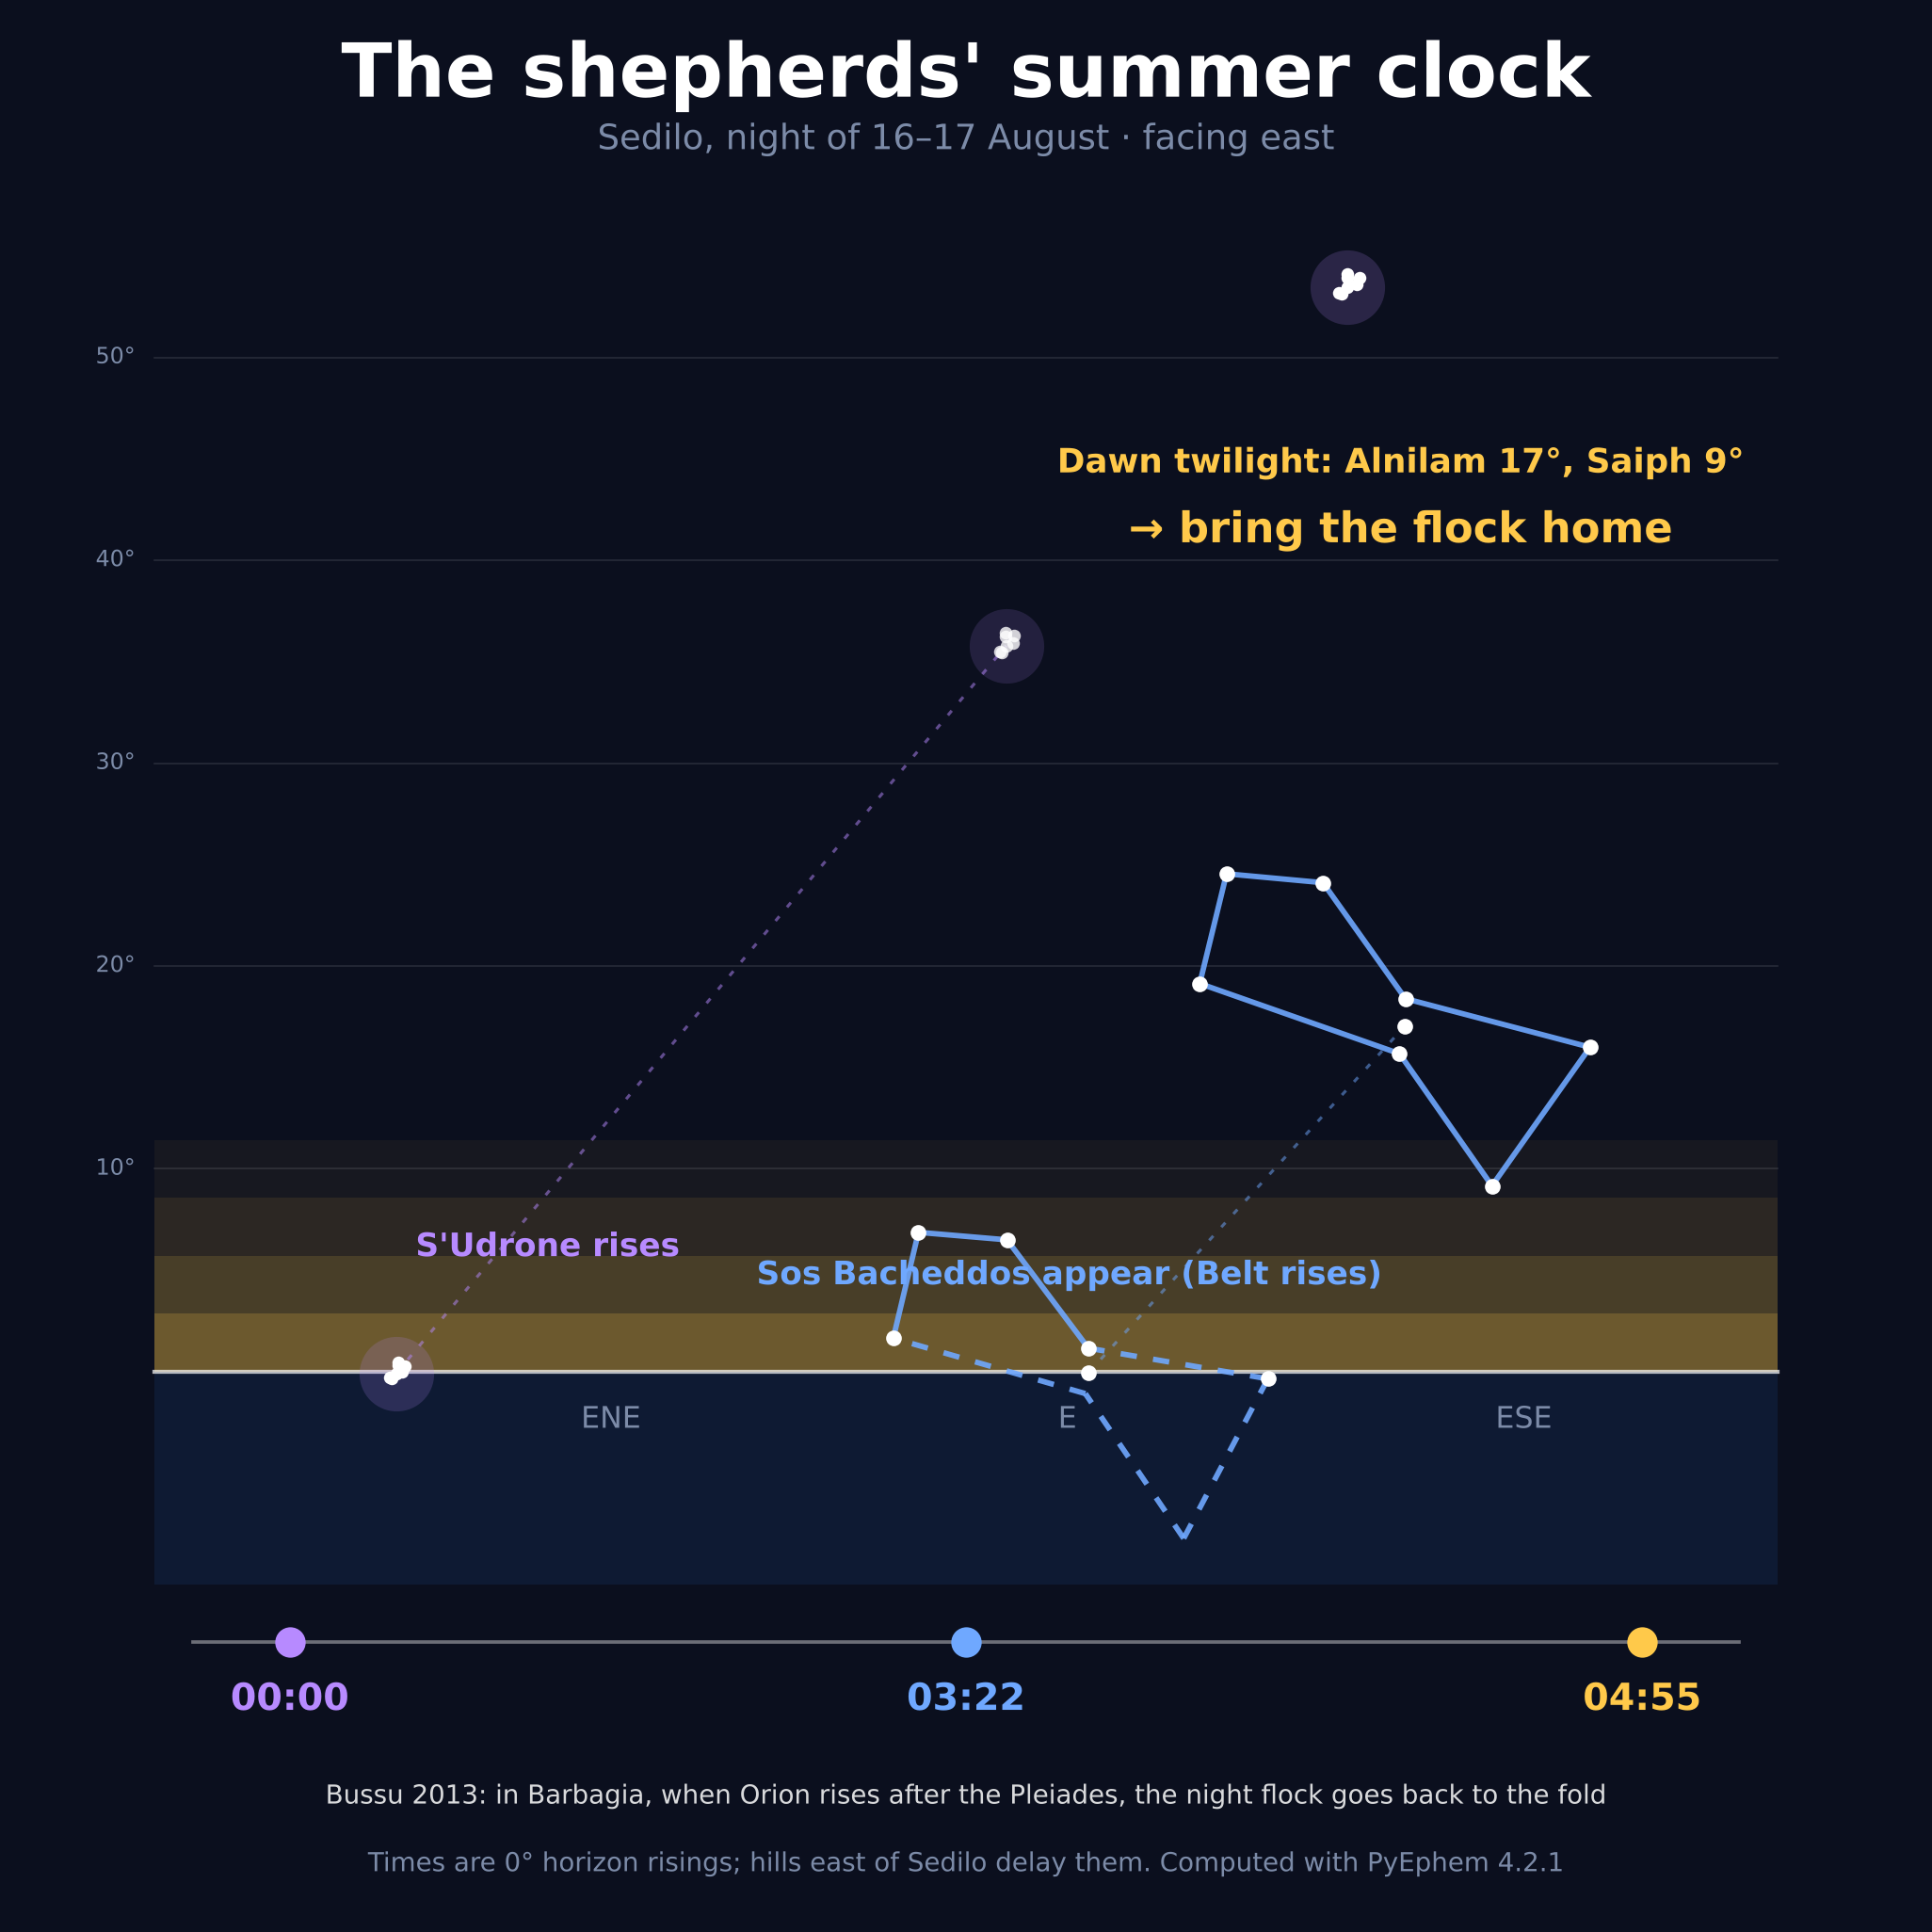 The shepherds' summer clock
Sedilo, night of 16–17 August · facing east
50°
Dawn twilight: Alnilam 17°, Saiph 9°
→ bring the flock home
40°
30°
20°
10°
S'Udrone rises
Sos Bacheddos appear (Belt rises)
ENE E ESE
00:00 03:22 04:55
Bussu 2013: in Barbagia, when Orion rises after the Pleiades, the night flock goes back to the fold
Times are 0° horizon risings; hills east of Sedilo delay them. Computed with PyEphem 4.2.1